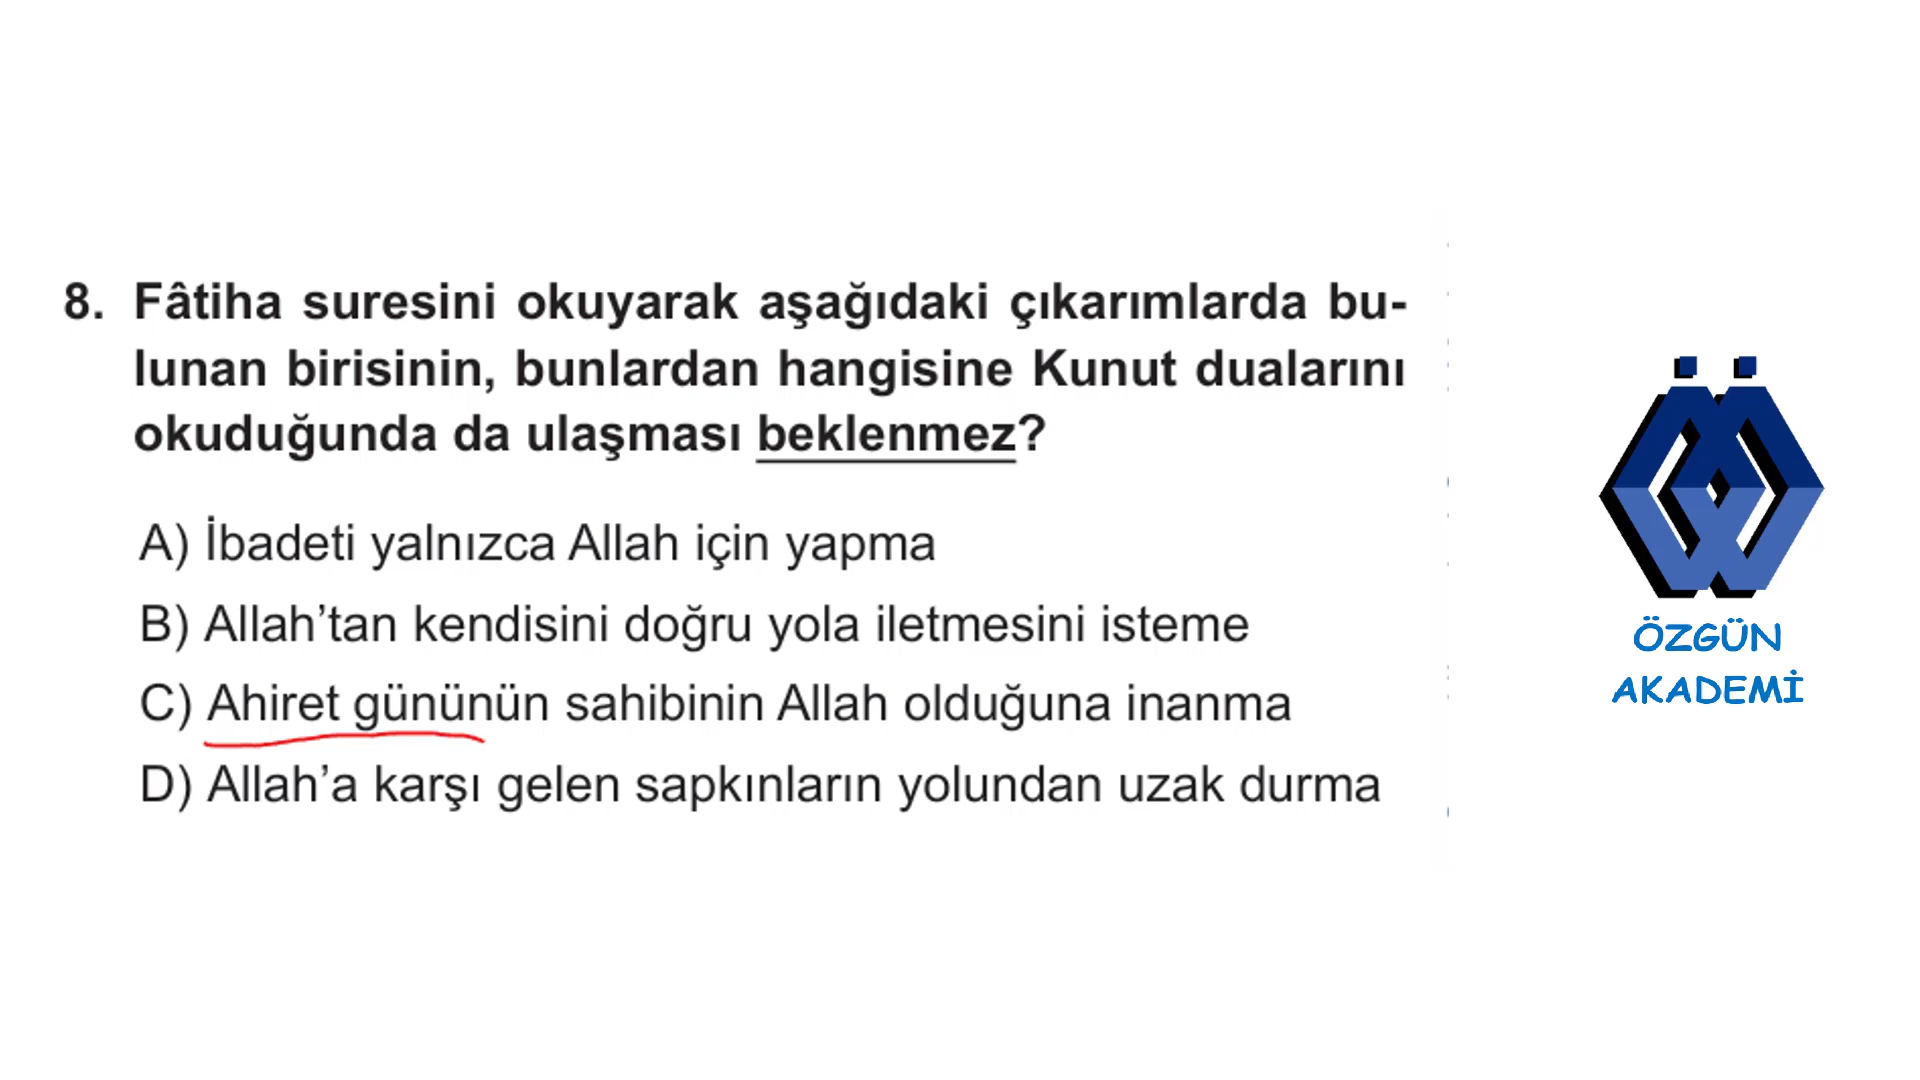 8. Fâtiha suresini okuyarak aşağıdaki çıkarımlarda bu-
lunan birisinin, bunlardan hangisine Kunut dualarını
okuduğunda da ulaşması beklenmez?
A) İbadeti yalnızca Allah için yapma
B) Allah’tan kendisini doğru yola iletmesini isteme
C) Ahiret gününün sahibinin Allah olduğuna inanma
D) Allah’a karşı gelen sapkınların yolundan uzak durma
ÖZGÜN
AKADEMİ